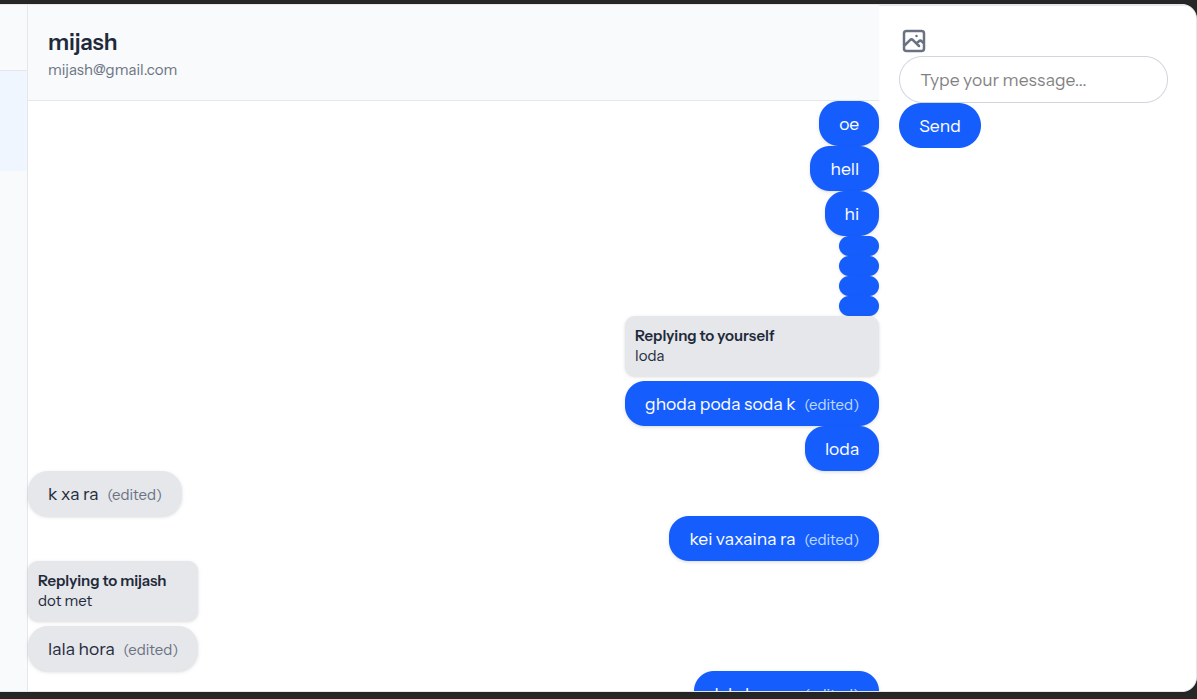 mijash
mijash@gmail.com
Type your message...
Send
oe
hell
hi
Replying to yourself
loda
ghoda poda soda k (edited)
loda
k xa ra (edited)
kei vaxaina ra (edited)
Replying to mijash
dot met
lala hora (edited)